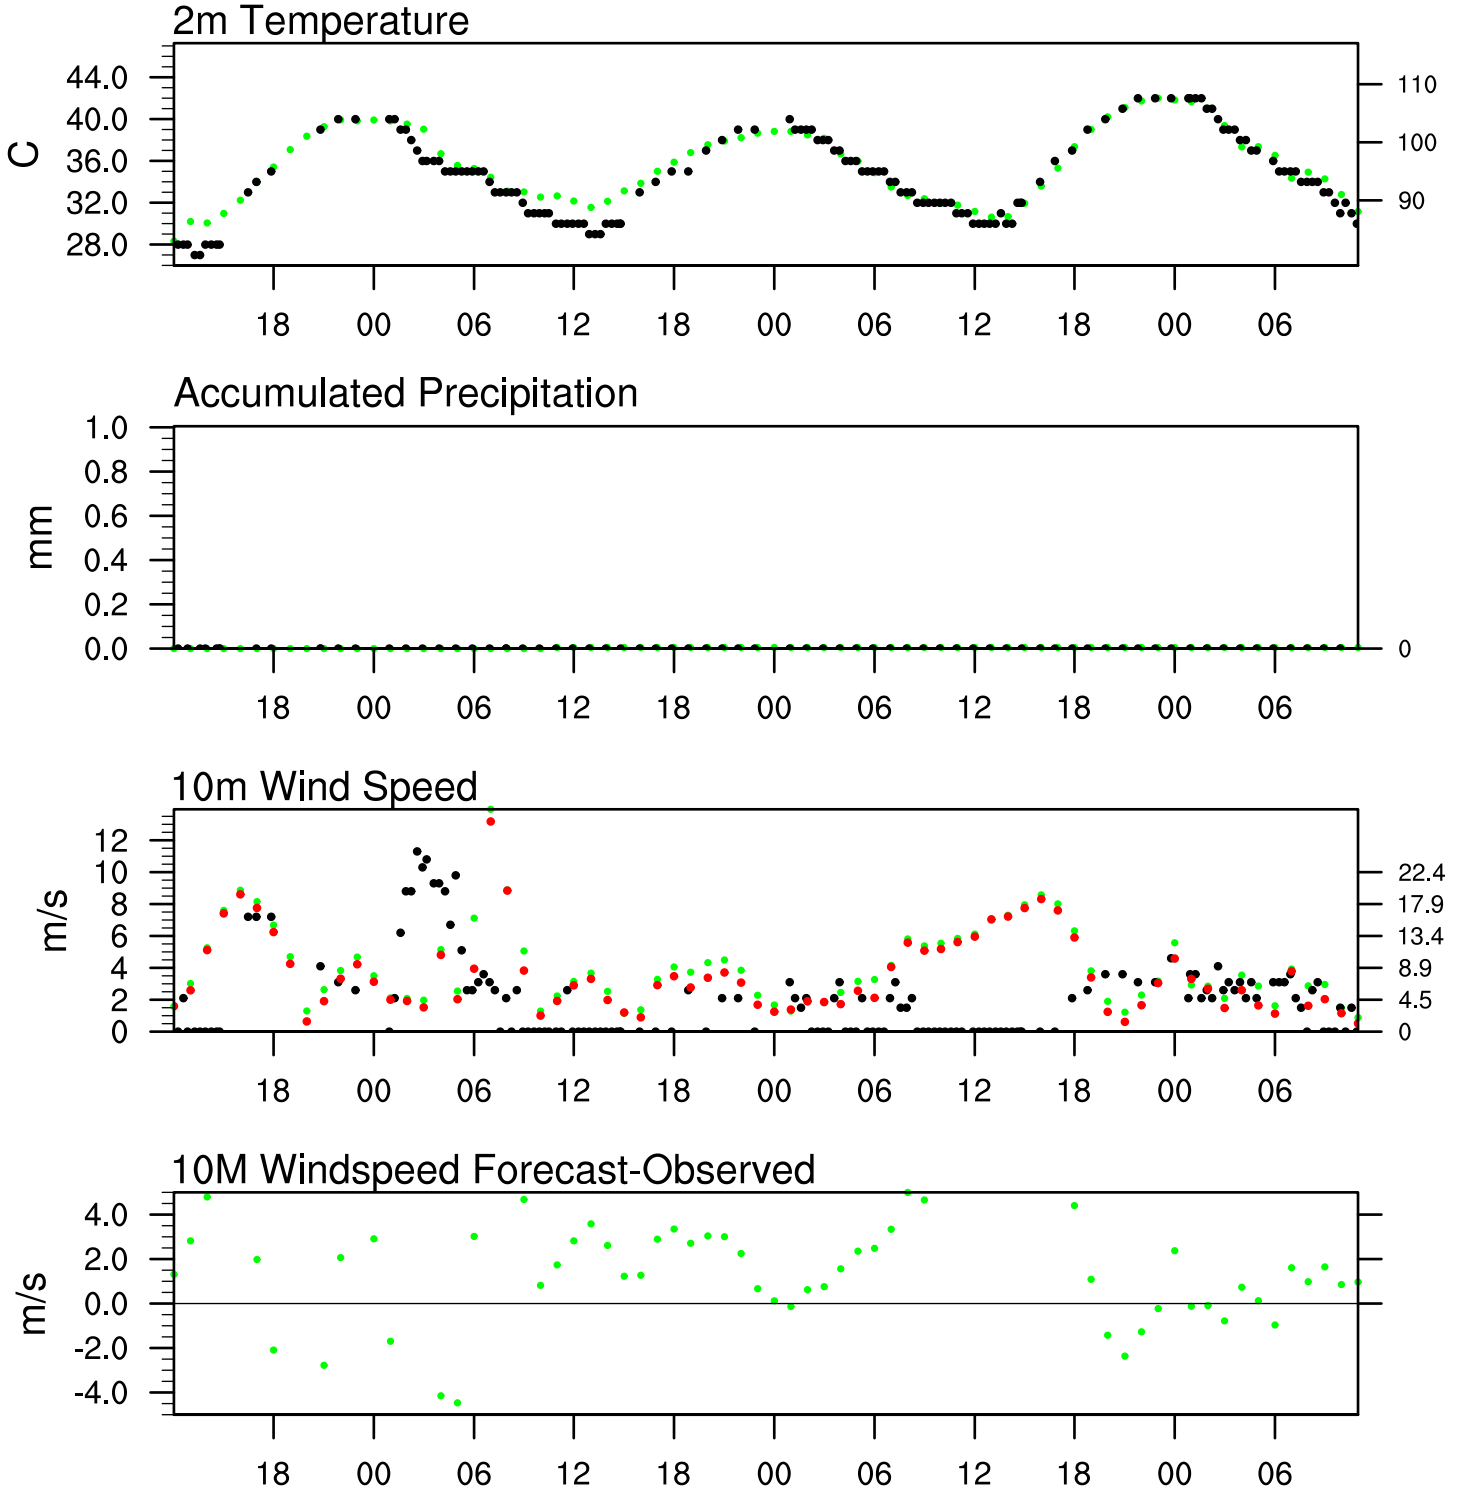 2m Temperature
44.0
40.0
36.0
32.0
28.0
C
110
100
90
18 00 06 12 18 00 06 12 18 00 06
Accumulated Precipitation
1.0
0.8
0.6
0.4
0.2
0.0
mm
0
18 00 06 12 18 00 06 12 18 00 06
10m Wind Speed
12
10
8
6
4
2
0
m/s
22.4
17.9
13.4
8.9
4.5
0
18 00 06 12 18 00 06 12 18 00 06
10M Windspeed Forecast-Observed
4.0
2.0
0.0
-2.0
-4.0
m/s
18 00 06 12 18 00 06 12 18 00 06